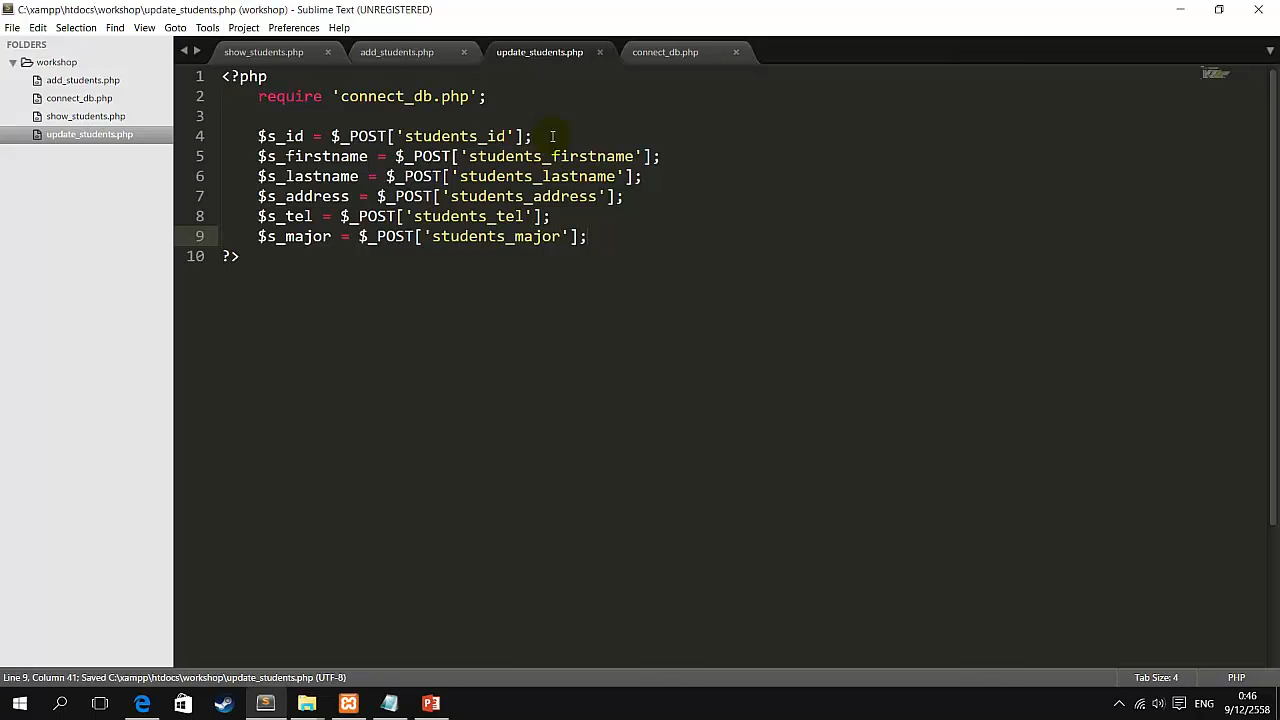 C:\xampp\htdocs\workshop\update_students.php (workshop) - Sublime Text (UNREGISTERED)
File Edit Selection Find View Goto Tools Project Preferences Help
FOLDERS
workshop
add_students.php
connect_db.php
show_students.php
update_students.php
show_students.php × add_students.php × update_students.php × connect_db.php ×
1 <?php
2 require 'connect_db.php';
3
4 $s_id = $_POST['students_id'];
5 $s_firstname = $_POST['students_firstname'];
6 $s_lastname = $_POST['students_lastname'];
7 $s_address = $_POST['students_address'];
8 $s_tel = $_POST['students_tel'];
9 $s_major = $_POST['students_major'];
10 ?>
Line 9, Column 41; Saved C:\xampp\htdocs\workshop\update_students.php (UTF-8) Tab Size: 4 PHP
ENG
0:46
9/12/2558